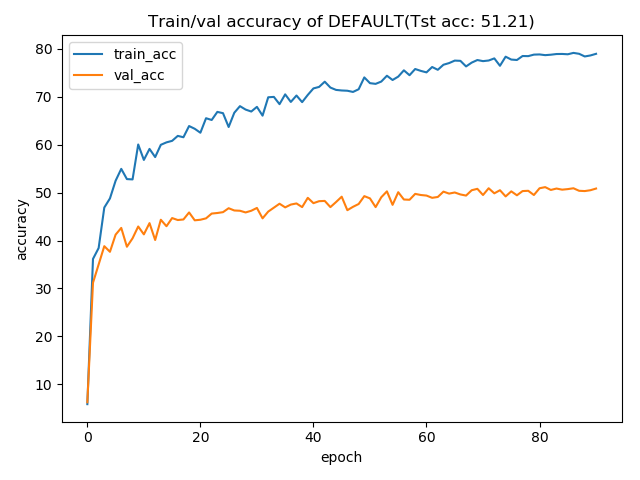 Train/val accuracy of DEFAULT(Tst acc: 51.21)
train_acc
val_acc
accuracy
80
70
60
50
40
30
20
10
0 20 40 60 80
epoch